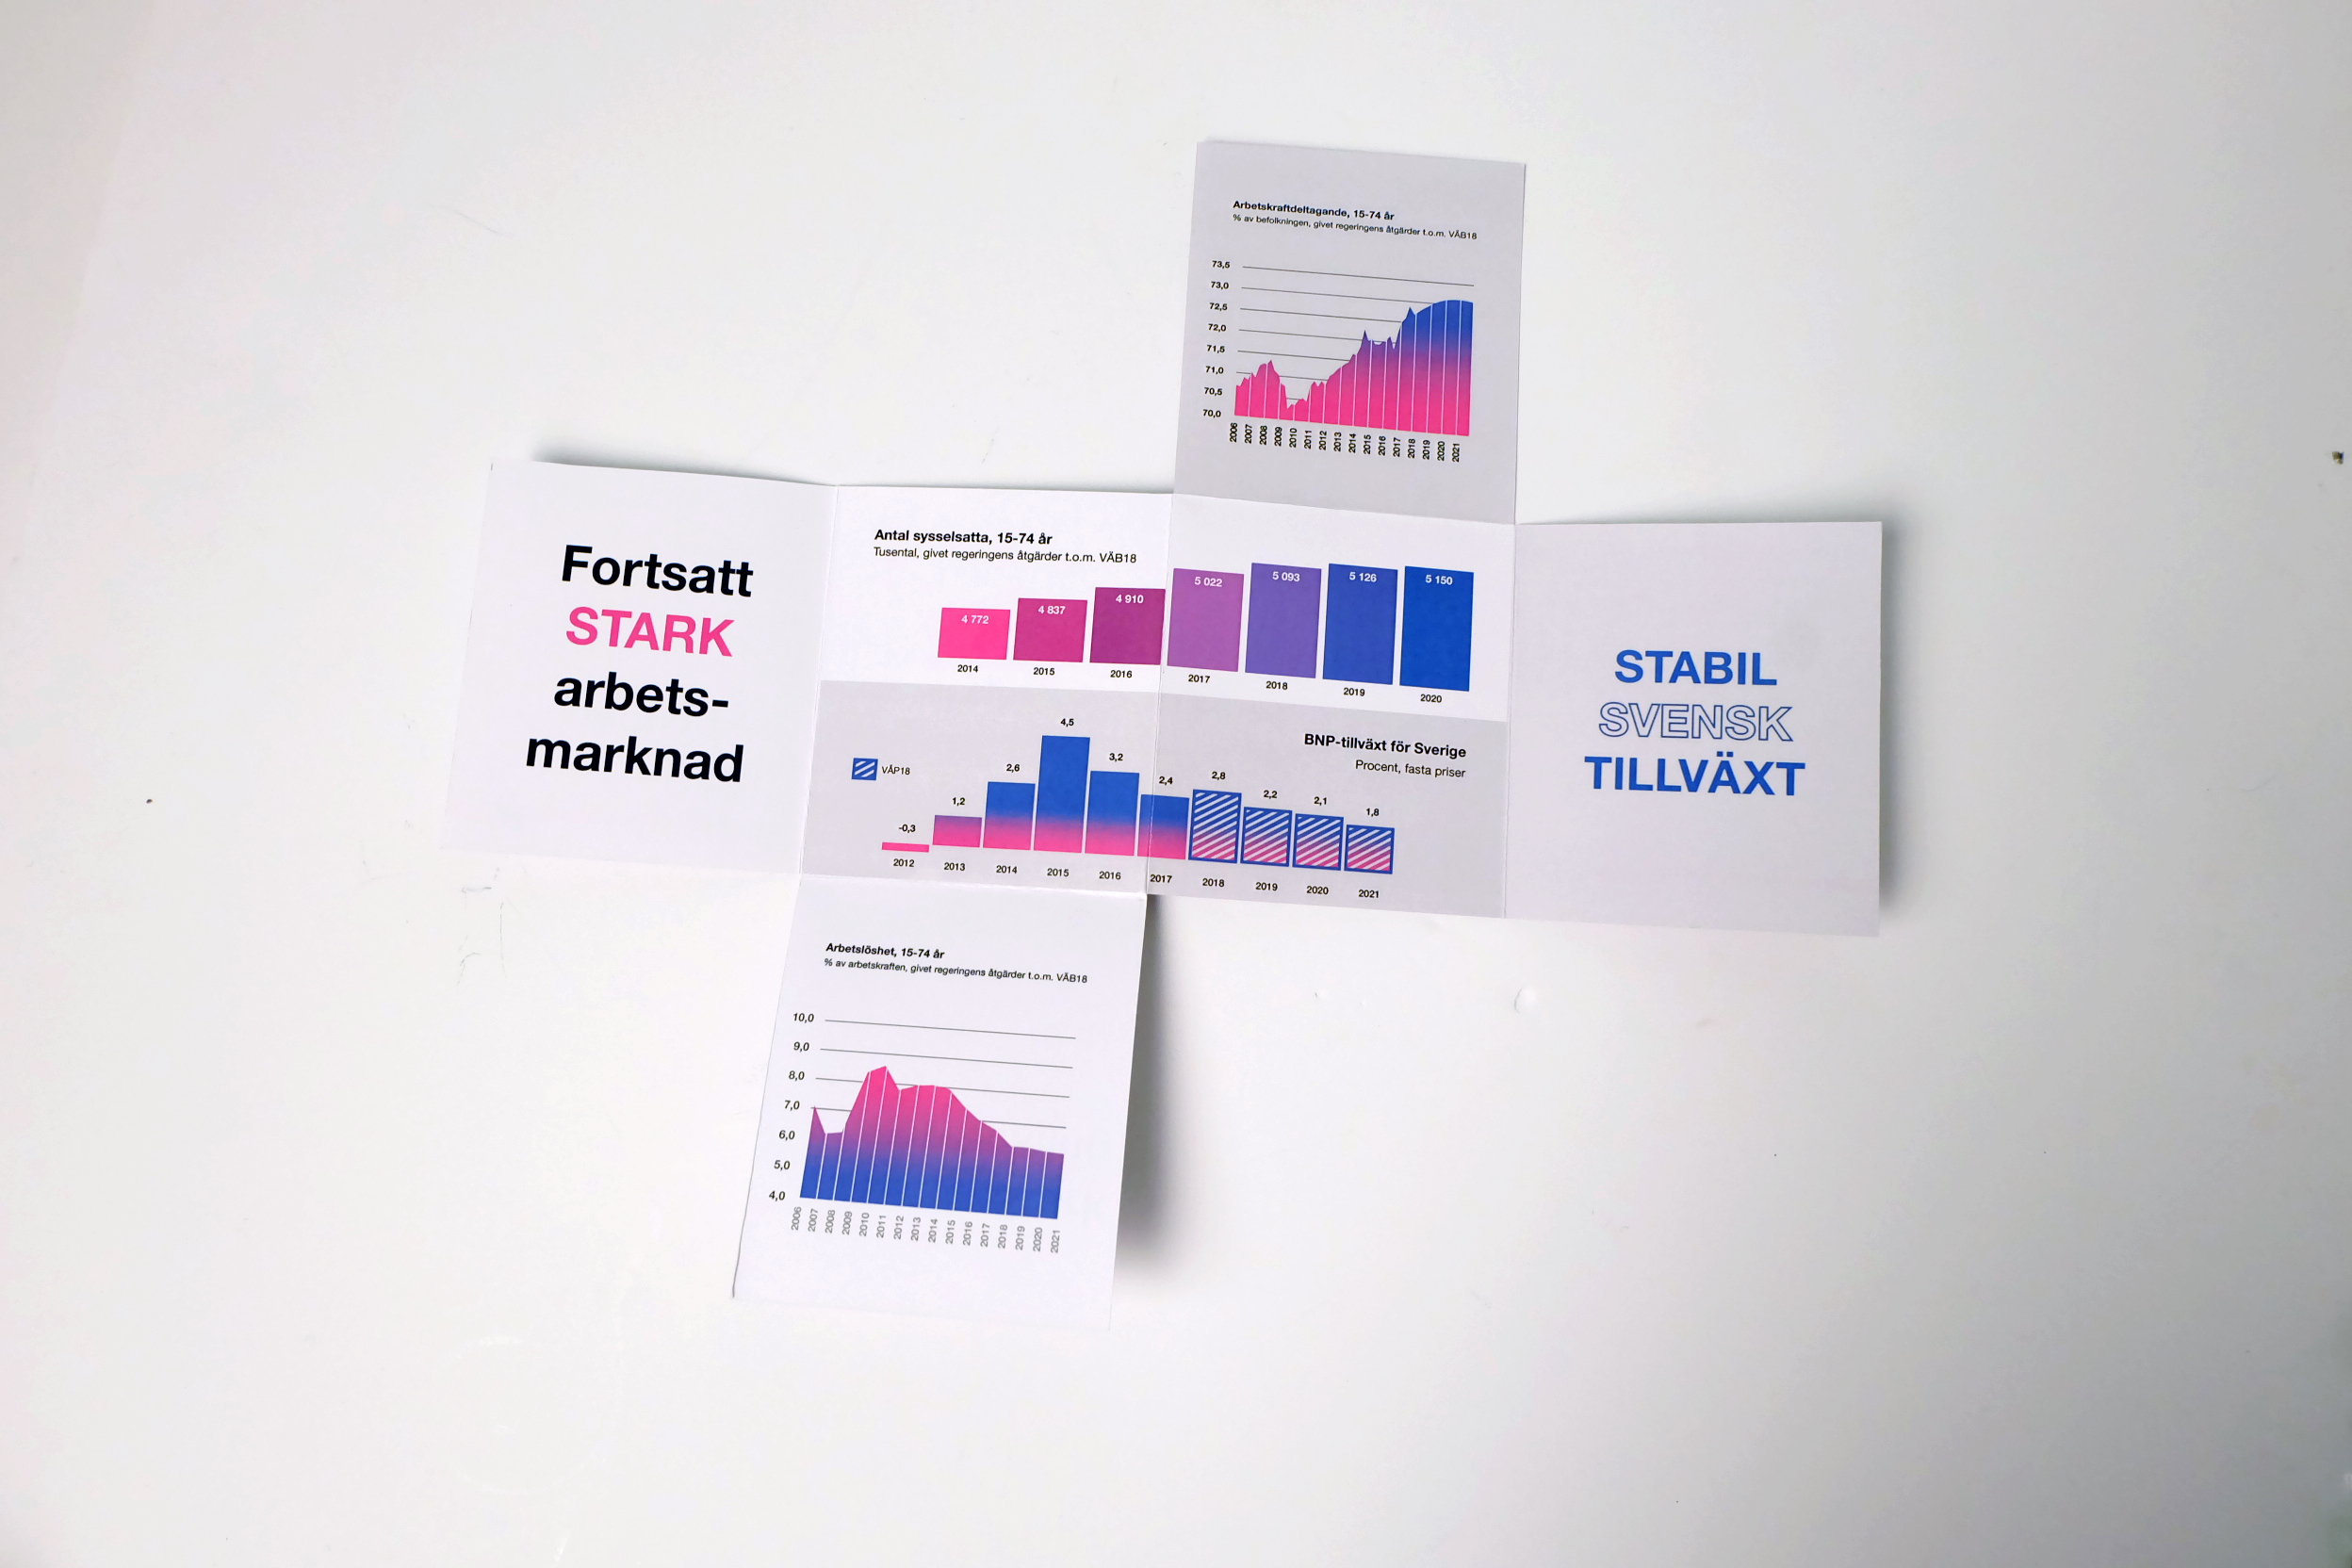 Arbetskraftdeltagande, 15-74 år
% av befolkningen, givet regeringens åtgärder t.o.m. VÅB18
73,5
73,0
72,5
72,0
71,5
71,0
70,5
70,0
2006 2007 2008 2009 2010 2011 2012 2013 2014 2015 2016 2017 2018 2019 2020 2021
Fortsatt
STARK
arbets-
marknad
Antal sysselsatta, 15-74 år
Tusental, givet regeringens åtgärder t.o.m. VÄB18
4 772 4 837 4 910 5 022 5 093 5 126 5 150
2014 2015 2016 2017 2018 2019 2020
BNP-tillväxt för Sverige
Procent, fasta priser
VÅP18
-0,3 1,2 2,6 4,5 3,2 2,4 2,8 2,2 2,1 1,8
2012 2013 2014 2015 2016 2017 2018 2019 2020 2021
STABIL
SVENSK
TILLVÄXT
Arbetslöshet, 15-74 år
% av arbetskraften, givet regeringens åtgärder t.o.m. VÅB18
10,0
9,0
8,0
7,0
6,0
5,0
4,0
2006 2007 2008 2009 2010 2011 2012 2013 2014 2015 2016 2017 2018 2019 2020 2021